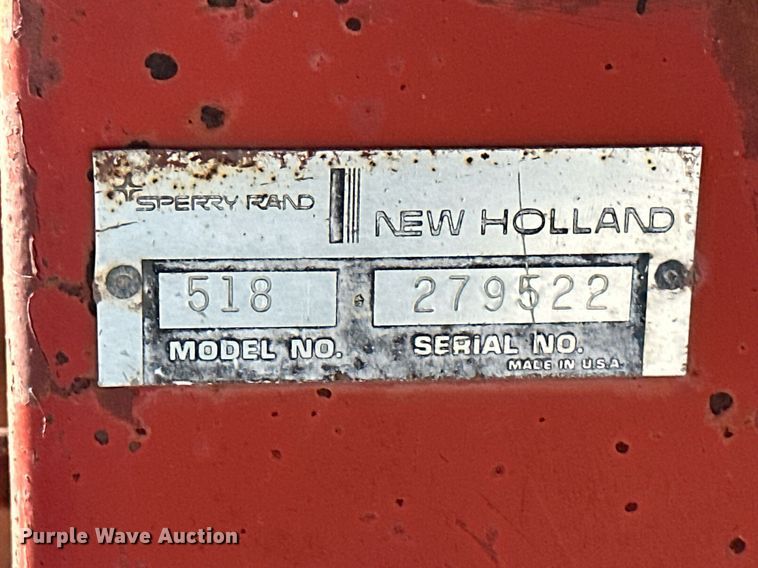 SPERRY RAND NEW HOLLAND
518 279522
MODEL NO. SERIAL NO.
MADE IN U.S.A.
Purple Wave Auction